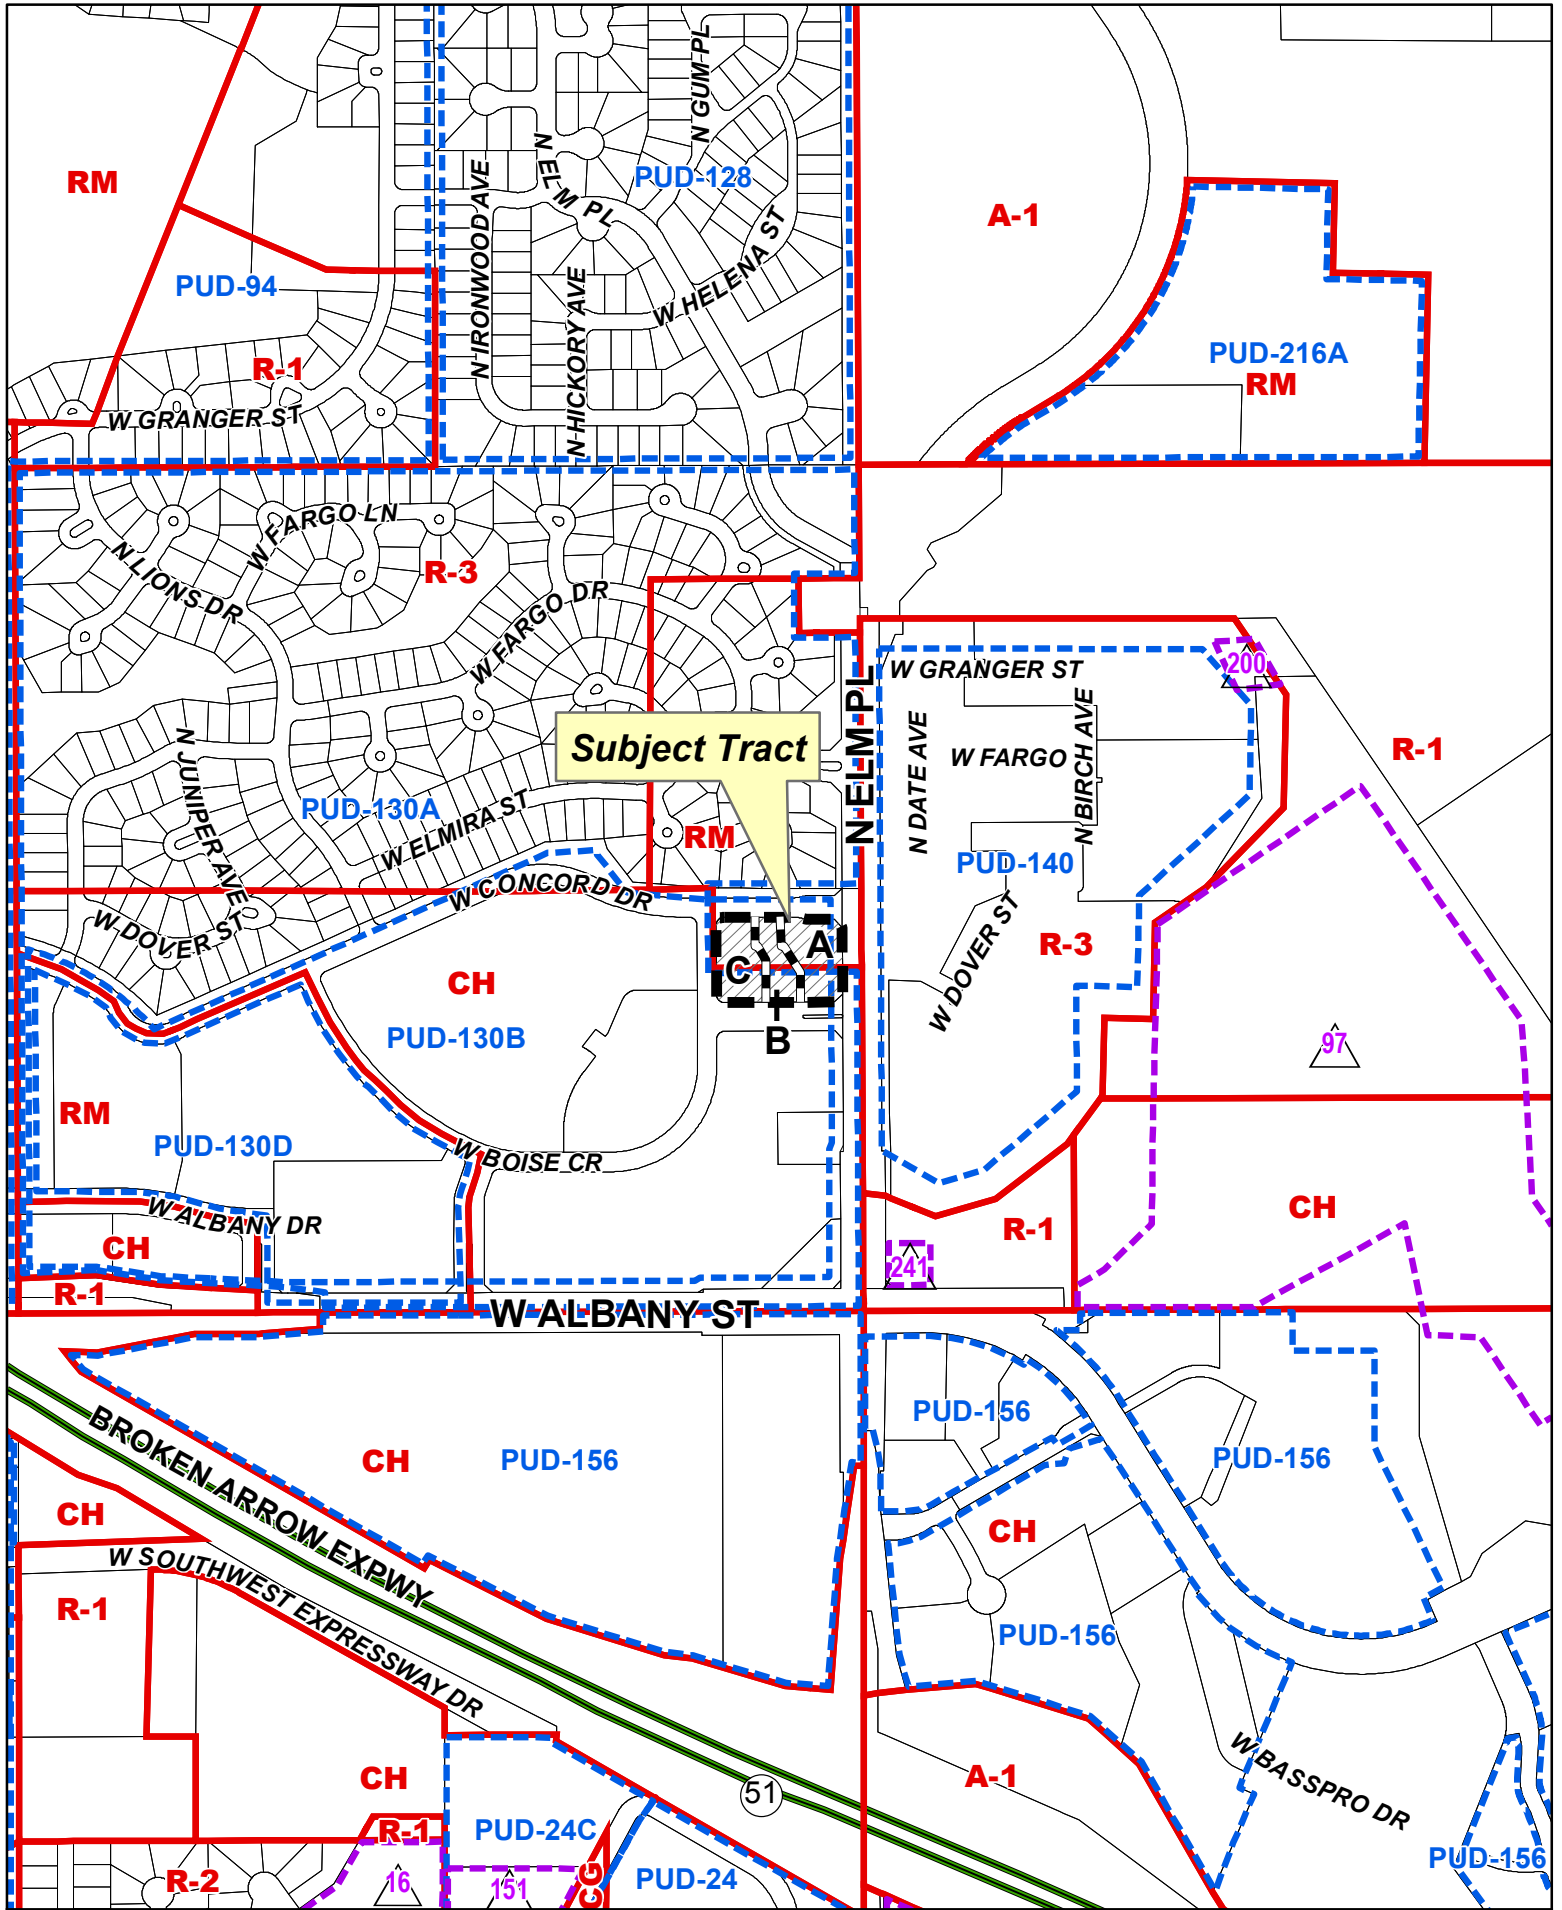 N GUM PL
RM
PUD-128
N ELM PL
N IRONWOOD AVE
A-1
W HELENA ST
PUD-94
N HICKORY AVE
PUD-216A
R-1
RM
W GRANGER ST
W FARGO LN
N LIONS DR
R-3
W FARGO DR
W GRANGER ST
200
N ELM PL
N DATE AVE
N BIRCH AVE
Subject Tract
W FARGO
R-1
N JUNIPER AVE
PUD-130A
W ELMIRA ST
RM
PUD-140
W CONCORD DR
W DOVER ST
W DOVER ST
A
R-3
C
CH
PUD-130B
B
97
RM
PUD-130D
W BOISE CR
W ALBANY DR
CH
R-1
CH
241
R-1
W ALBANY ST
PUD-156
BROKEN ARROW EXPWY
CH
PUD-156
PUD-156
CH
CH
W SOUTHWEST EXPRESSWAY DR
R-1
PUD-156
W BASSPRO DR
CH
A-1
51
R-1
PUD-24C
PUD-156
R-2
16
151
CG
PUD-24